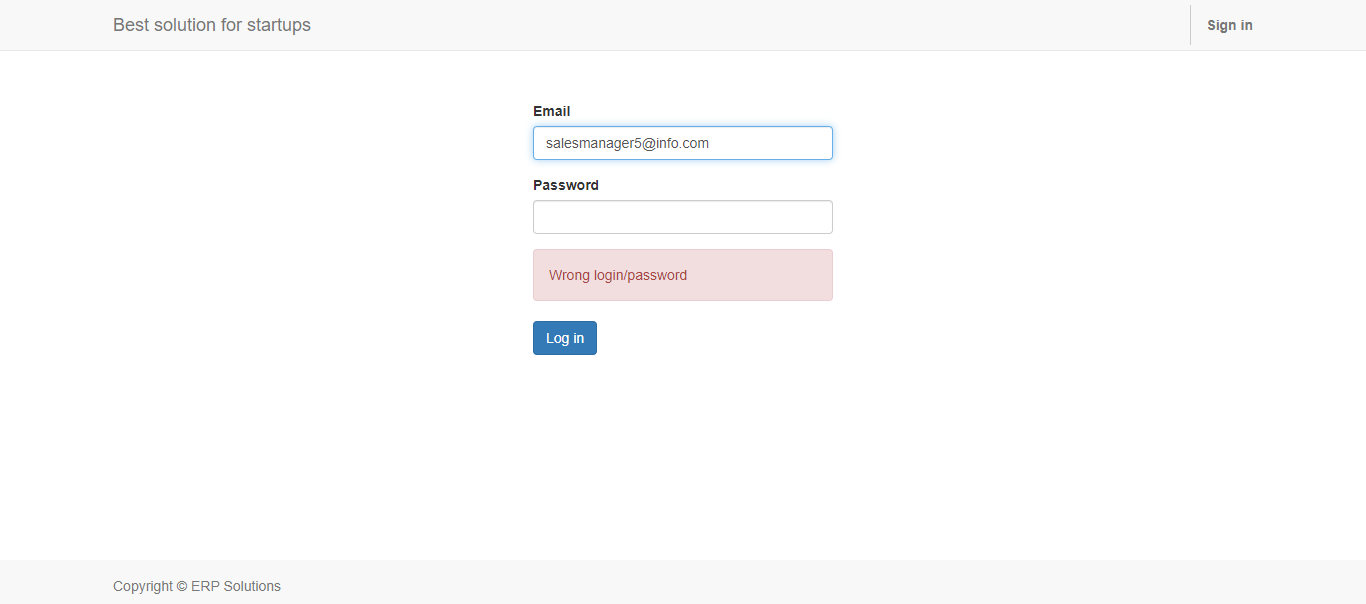 Best solution for startups
Sign in
Email
salesmanager5@info.com
Password
Wrong login/password
Log in
Copyright © ERP Solutions